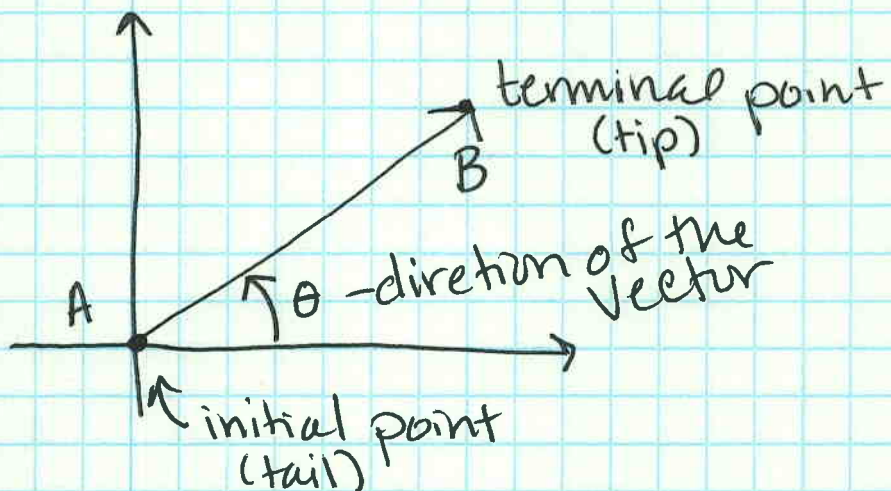 terminal point
(tip)
B
θ - diretion of the
vector
A
initial point
(tail)